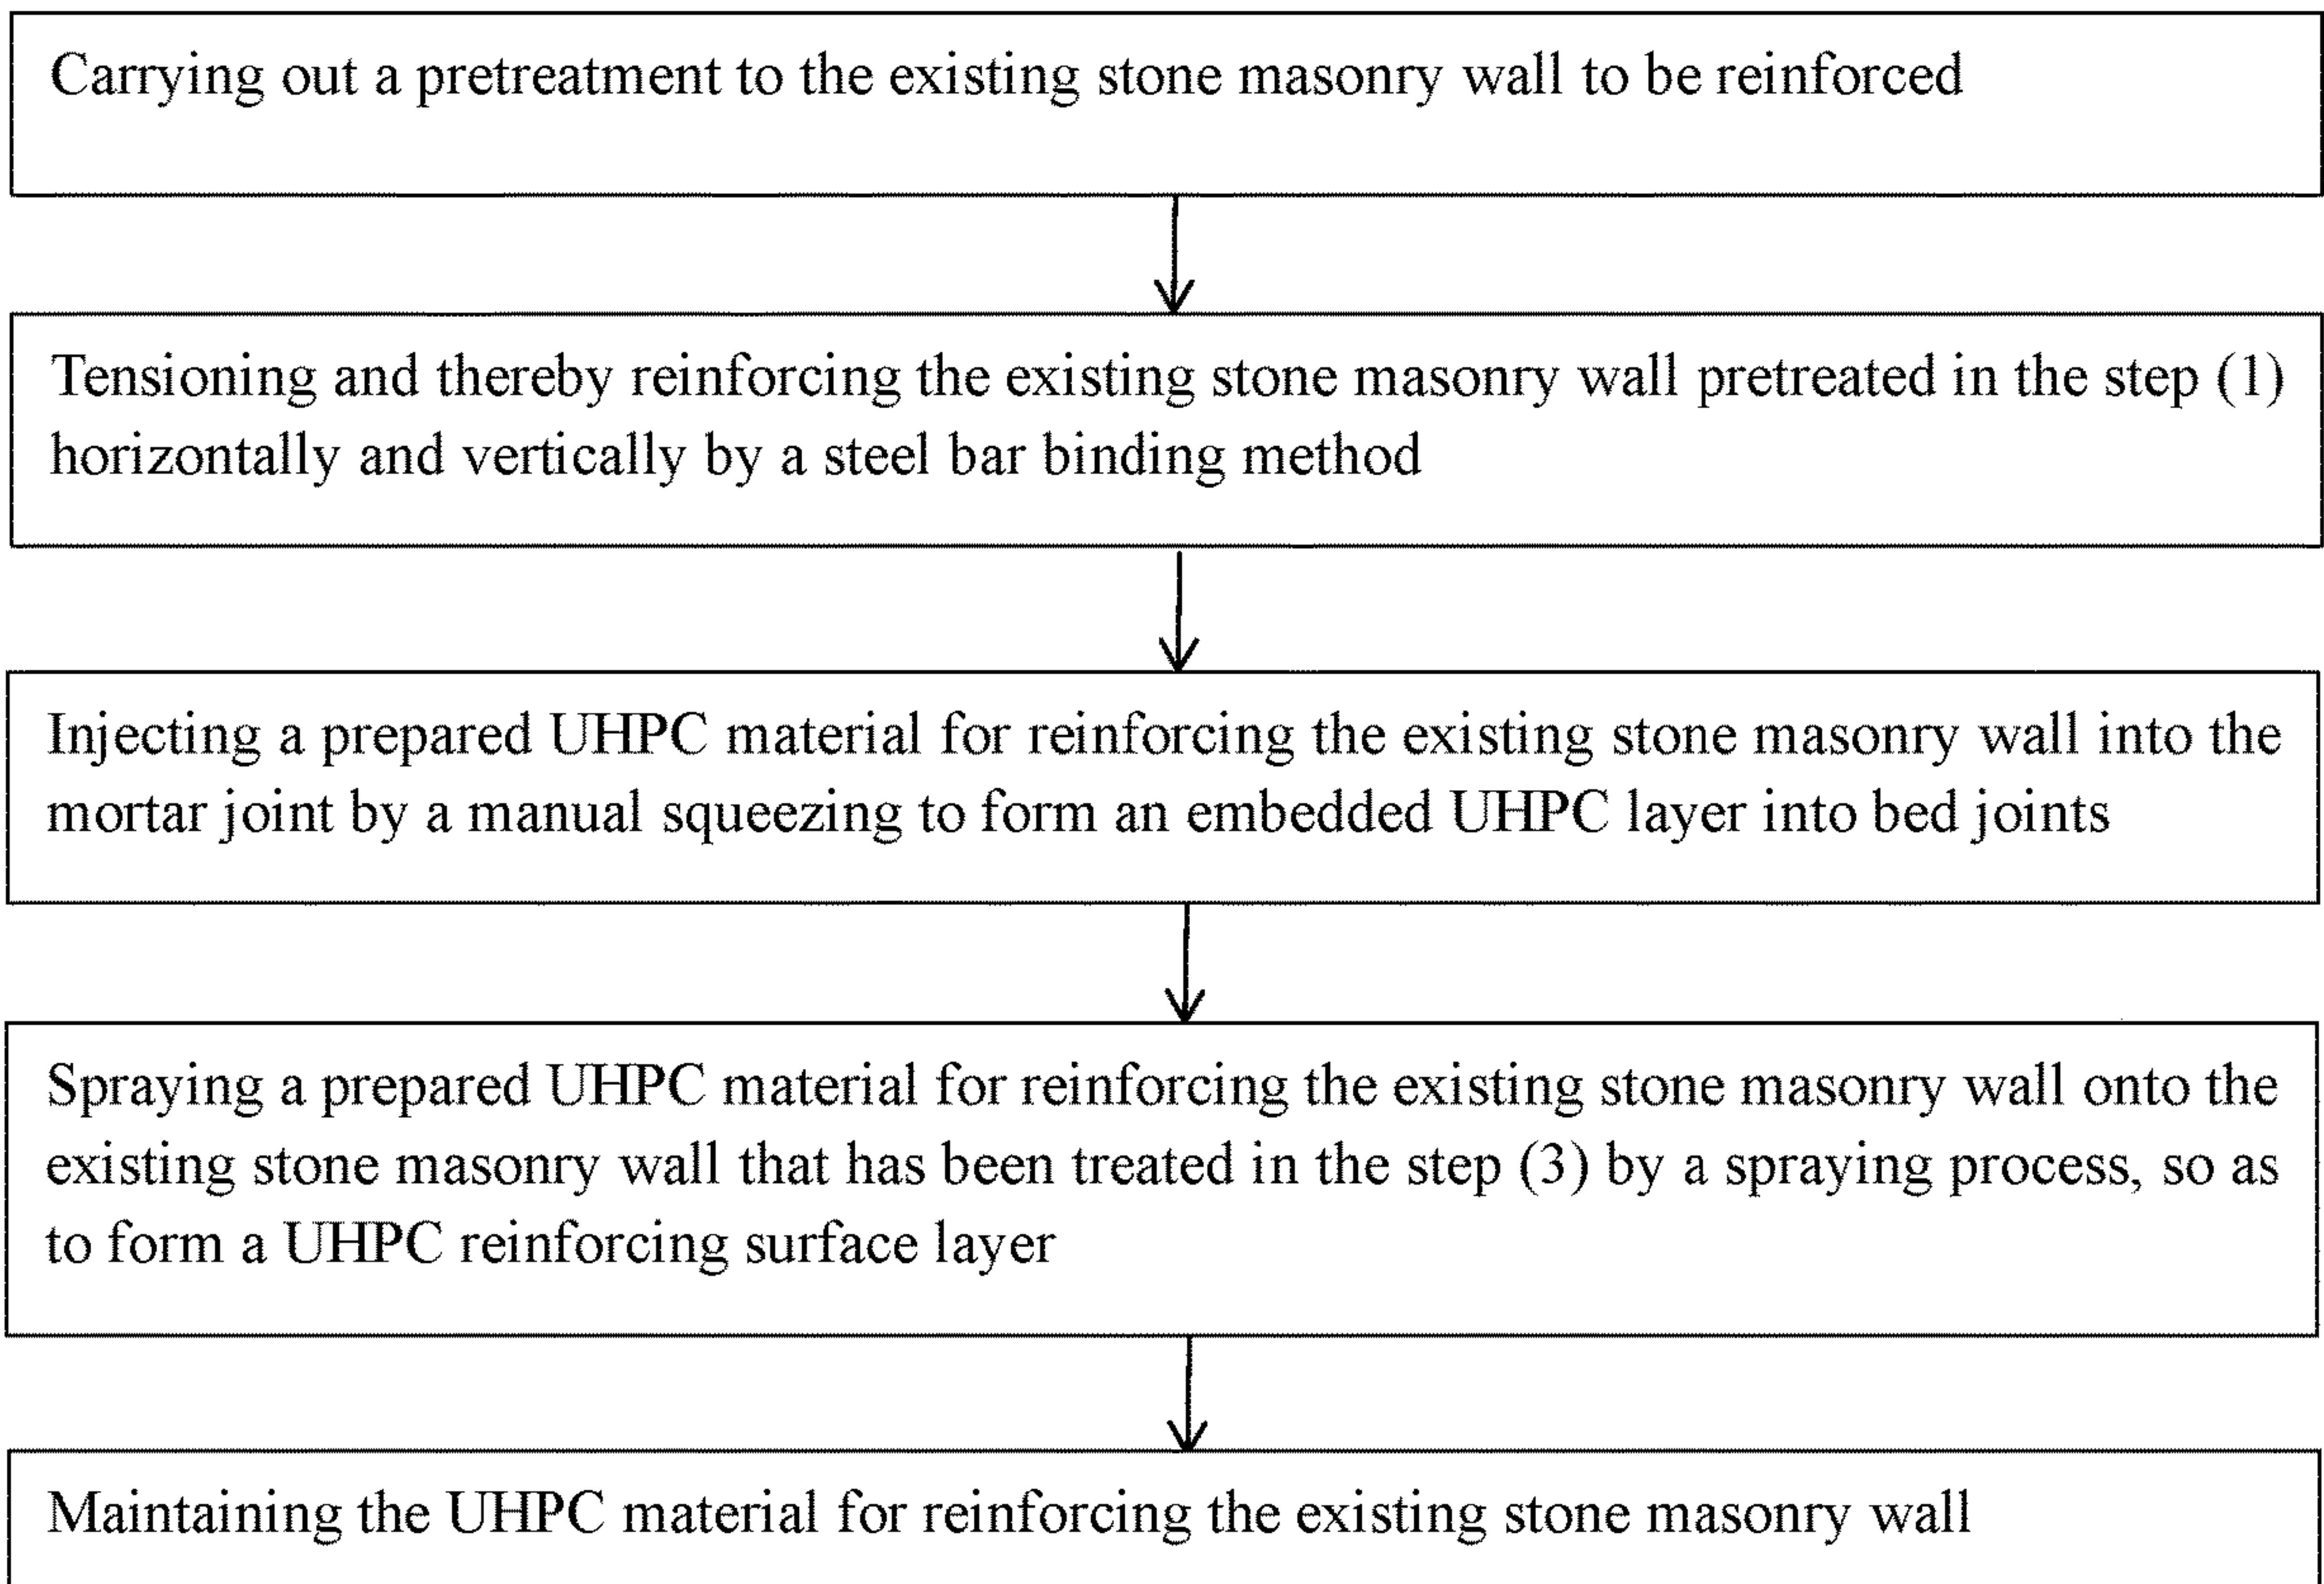 Carrying out a pretreatment to the existing stone masonry wall to be reinforced
Tensioning and thereby reinforcing the existing stone masonry wall pretreated in the step (1)
horizontally and vertically by a steel bar binding method
Injecting a prepared UHPC material for reinforcing the existing stone masonry wall into the
mortar joint by a manual squeezing to form an embedded UHPC layer into bed joints
Spraying a prepared UHPC material for reinforcing the existing stone masonry wall onto the
existing stone masonry wall that has been treated in the step (3) by a spraying process, so as
to form a UHPC reinforcing surface layer
Maintaining the UHPC material for reinforcing the existing stone masonry wall